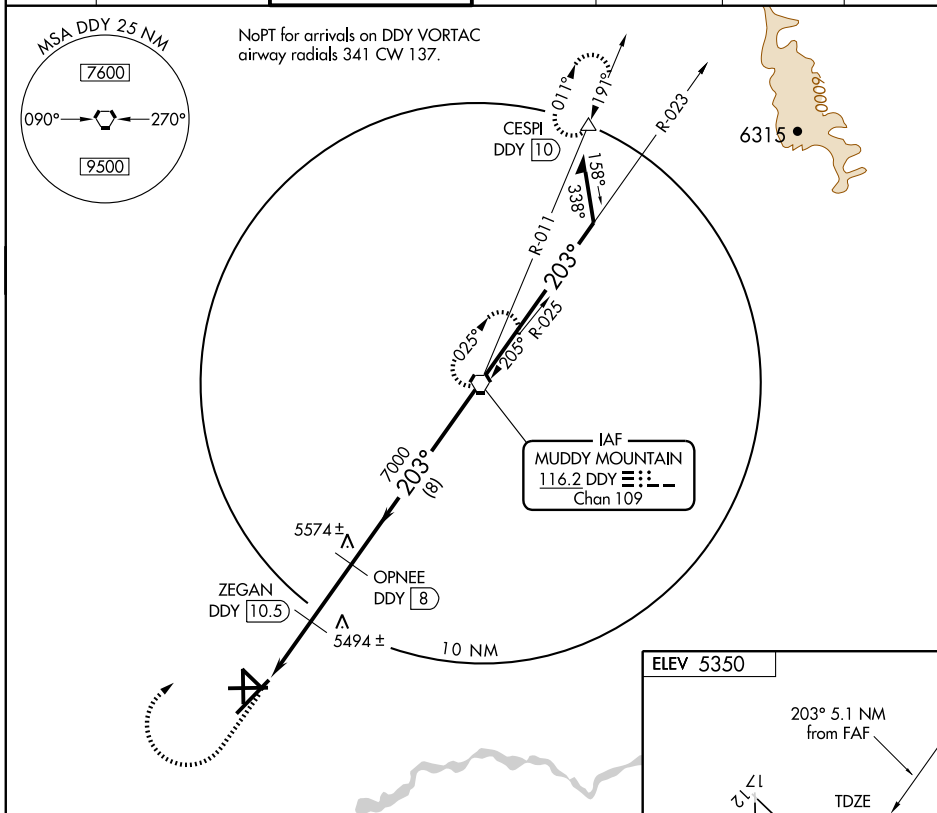 MSA DDY 25 NM
7600
090°
270°
9500
NoPT for arrivals on DDY VORTAC
airway radials 341 CW 137.
011°
191°
CESPI
DDY 10
R-023
6000
6315
158°
338°
R-011
203°
R-025
025°
205°
IAF
MUDDY MOUNTAIN
116.2 DDY
Chan 109
7000
203°
(8)
5574 ±
OPNEE
DDY 8
ZEGAN
DDY 10.5
5494 ±
10 NM
ELEV 5350
203° 5.1 NM
from FAF
TDZE
17
12